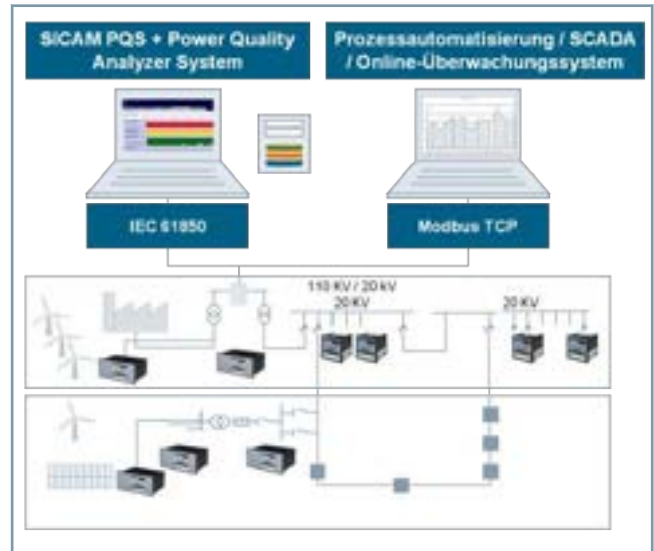 SICAM PQS + Power Quality
Analyzer System
Prozessautomatisierung / SCADA
/ Online-Überwachungssystem
IEC 61850
Modbus TCP
110 KV / 20 kV
20 KV
20 KV